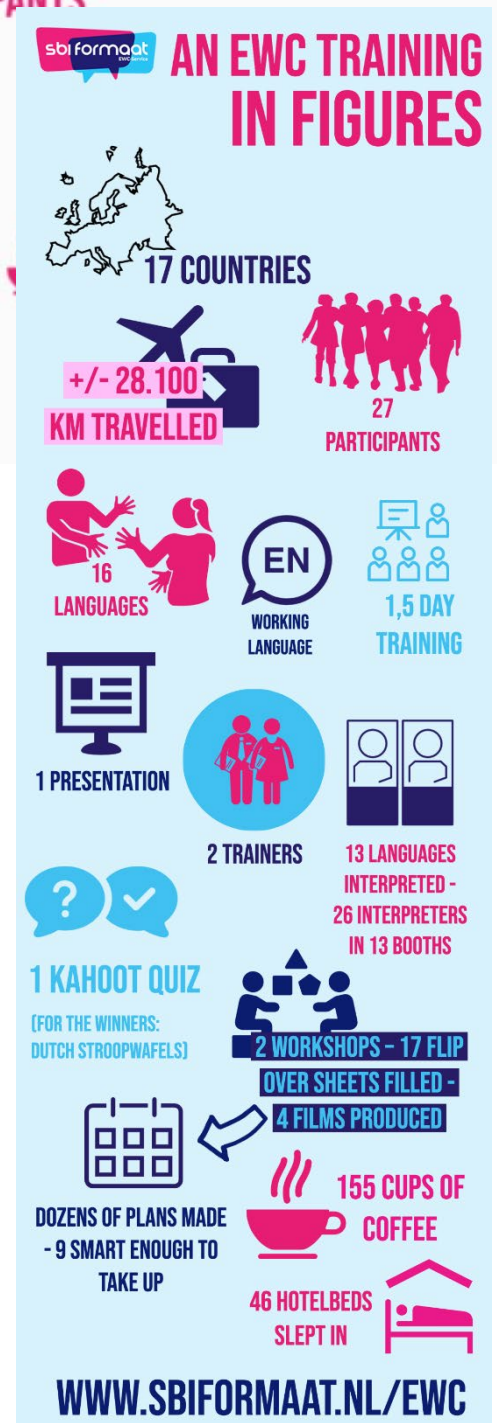 sbi formaat
EWC Service
AN EWC TRAINING
IN FIGURES
17 COUNTRIES
+/- 28.100
KM TRAVELLED
27
PARTICIPANTS
16
LANGUAGES
EN
WORKING
LANGUAGE
1,5 DAY
TRAINING
1 PRESENTATION
2 TRAINERS
13 LANGUAGES
INTERPRETED -
26 INTERPRETERS
IN 13 BOOTHS
?
1 KAHOOT QUIZ
(FOR THE WINNERS:
DUTCH STROOPWAFELS)
2 WORKSHOPS – 17 FLIP
OVER SHEETS FILLED -
4 FILMS PRODUCED
DOZENS OF PLANS MADE
- 9 SMART ENOUGH TO
TAKE UP
155 CUPS OF
COFFEE
46 HOTELBEDS
SLEPT IN
WWW.SBIFORMAAT.NL/EWC